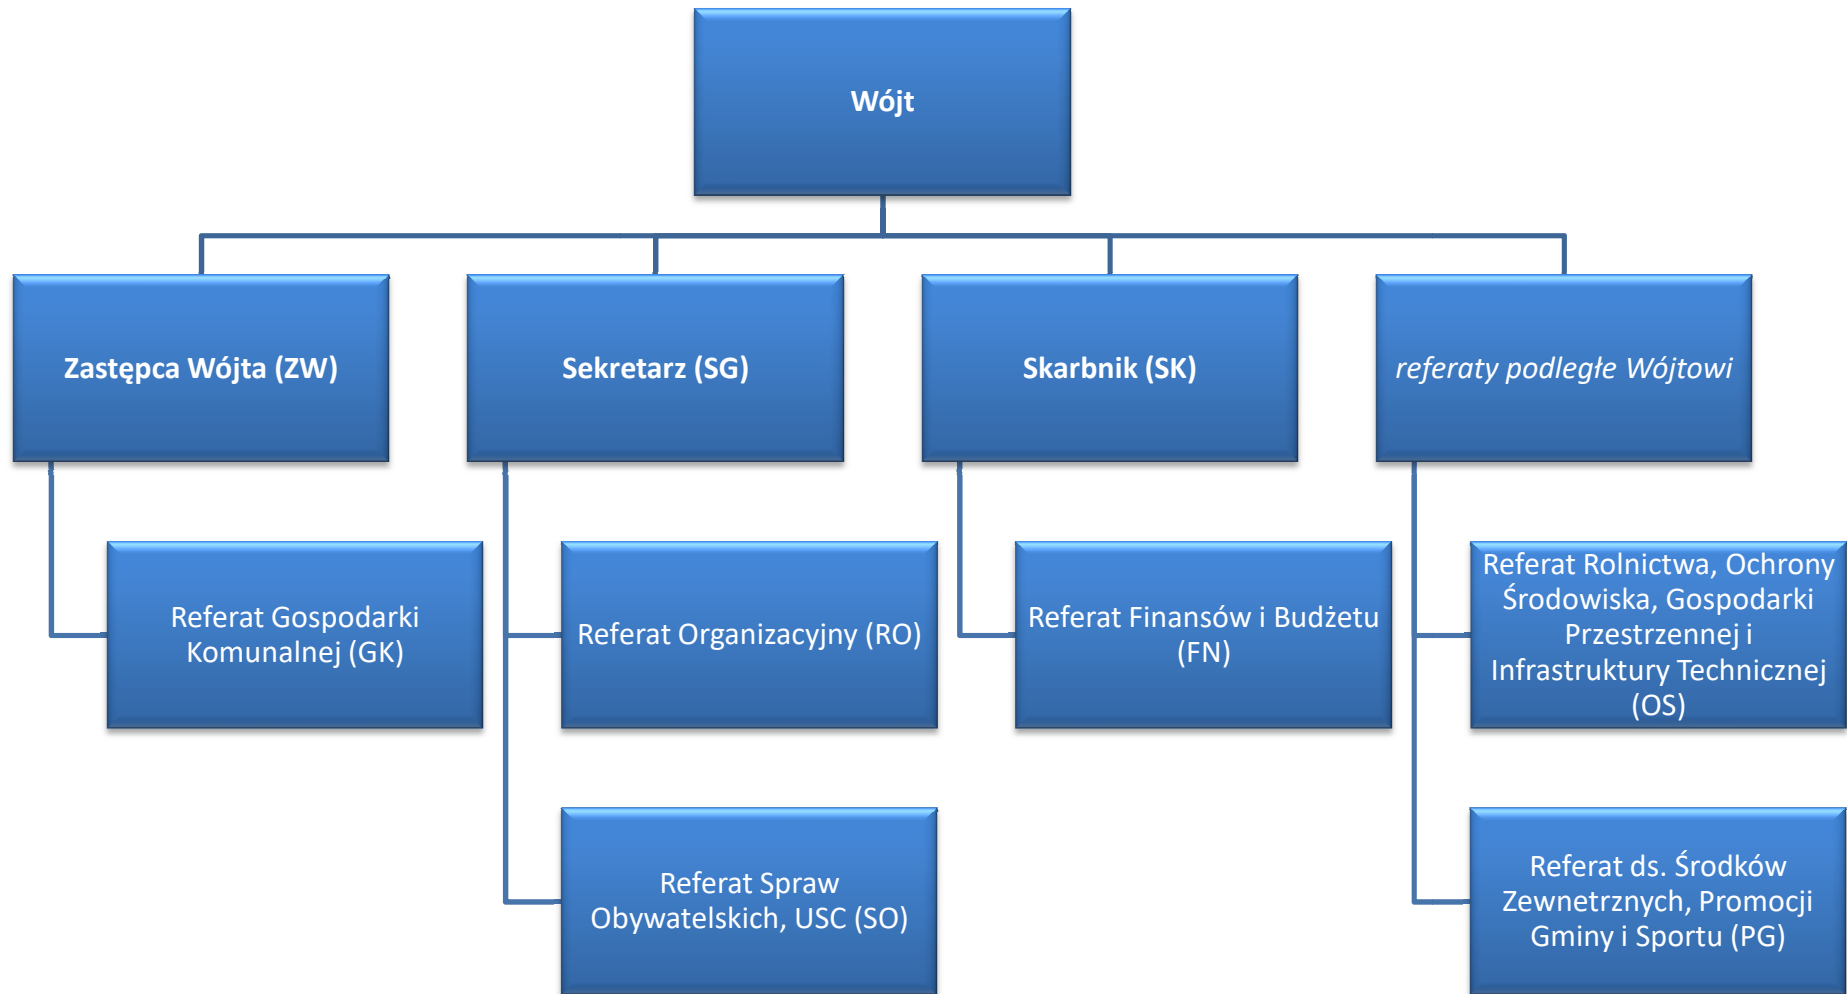 Wójt
Zastępca Wójta (ZW)
Sekretarz (SG)
Skarbnik (SK)
referaty podległe Wójtowi
Referat Gospodarki
Komunalnej (GK)
Referat Organizacyjny (RO)
Referat Finansów i Budżetu
(FN)
Referat Rolnictwa, Ochrony
Środowiska, Gospodarki
Przestrzennej i
Infrastruktury Technicznej
(OS)
Referat Spraw
Obywatelskich, USC (SO)
Referat ds. Środków
Zewnetrznych, Promocji
Gminy i Sportu (PG)